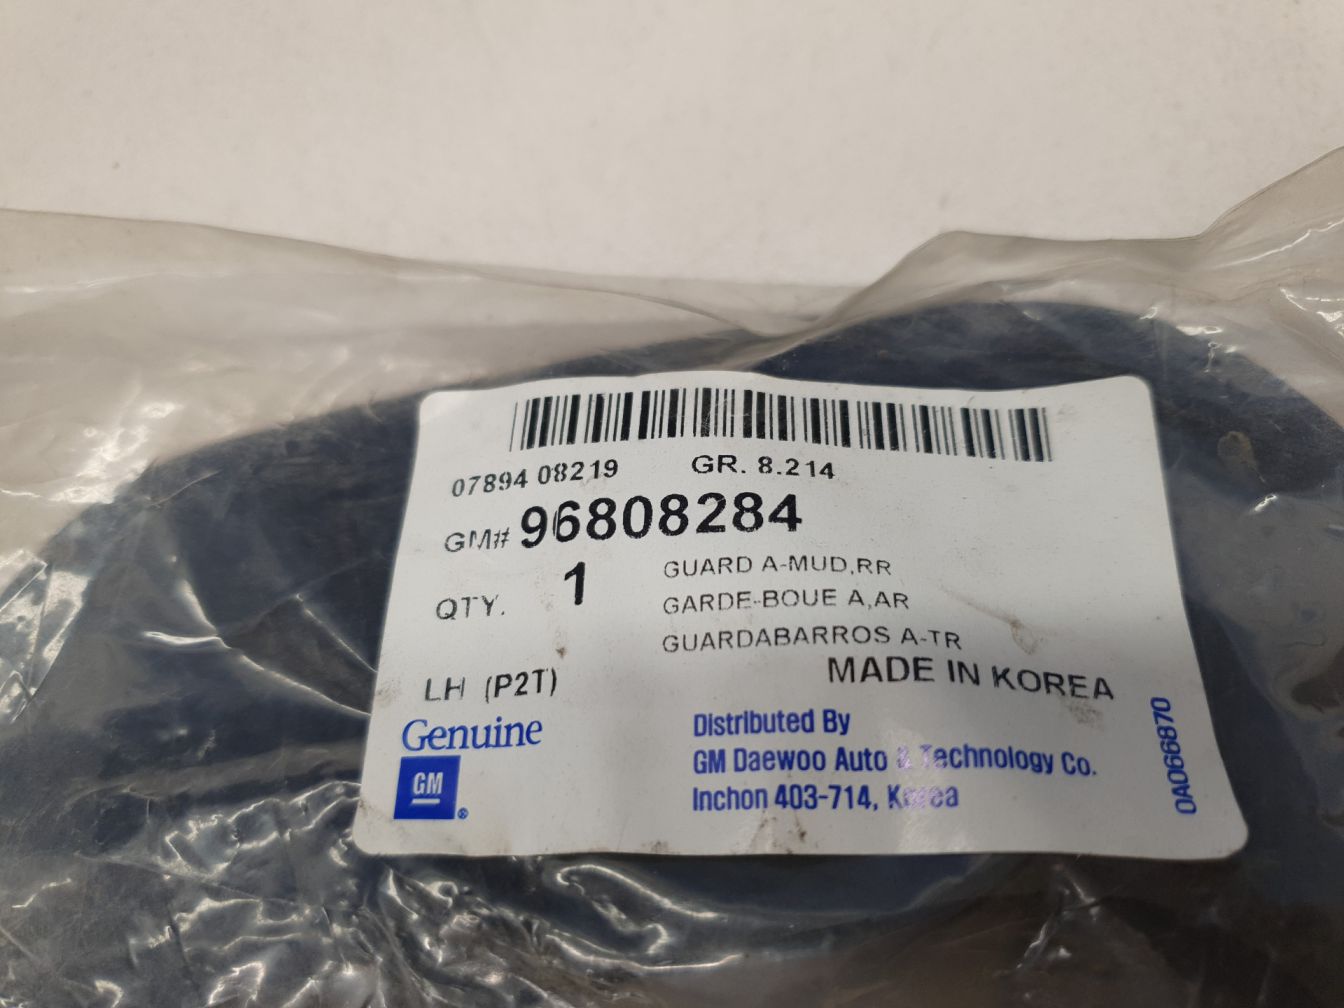 07894 08219 GR. 8.214
GM# 96808284
QTY. 1 GUARD A-MUD,RR
GARDE-BOUE A,AR
GUARDABARROS A-TR
LH (P2T) MADE IN KOREA
Genuine
GM®
Distributed By
GM Daewoo Auto & Technology Co.
Inchon 403-714, Korea
0A066870